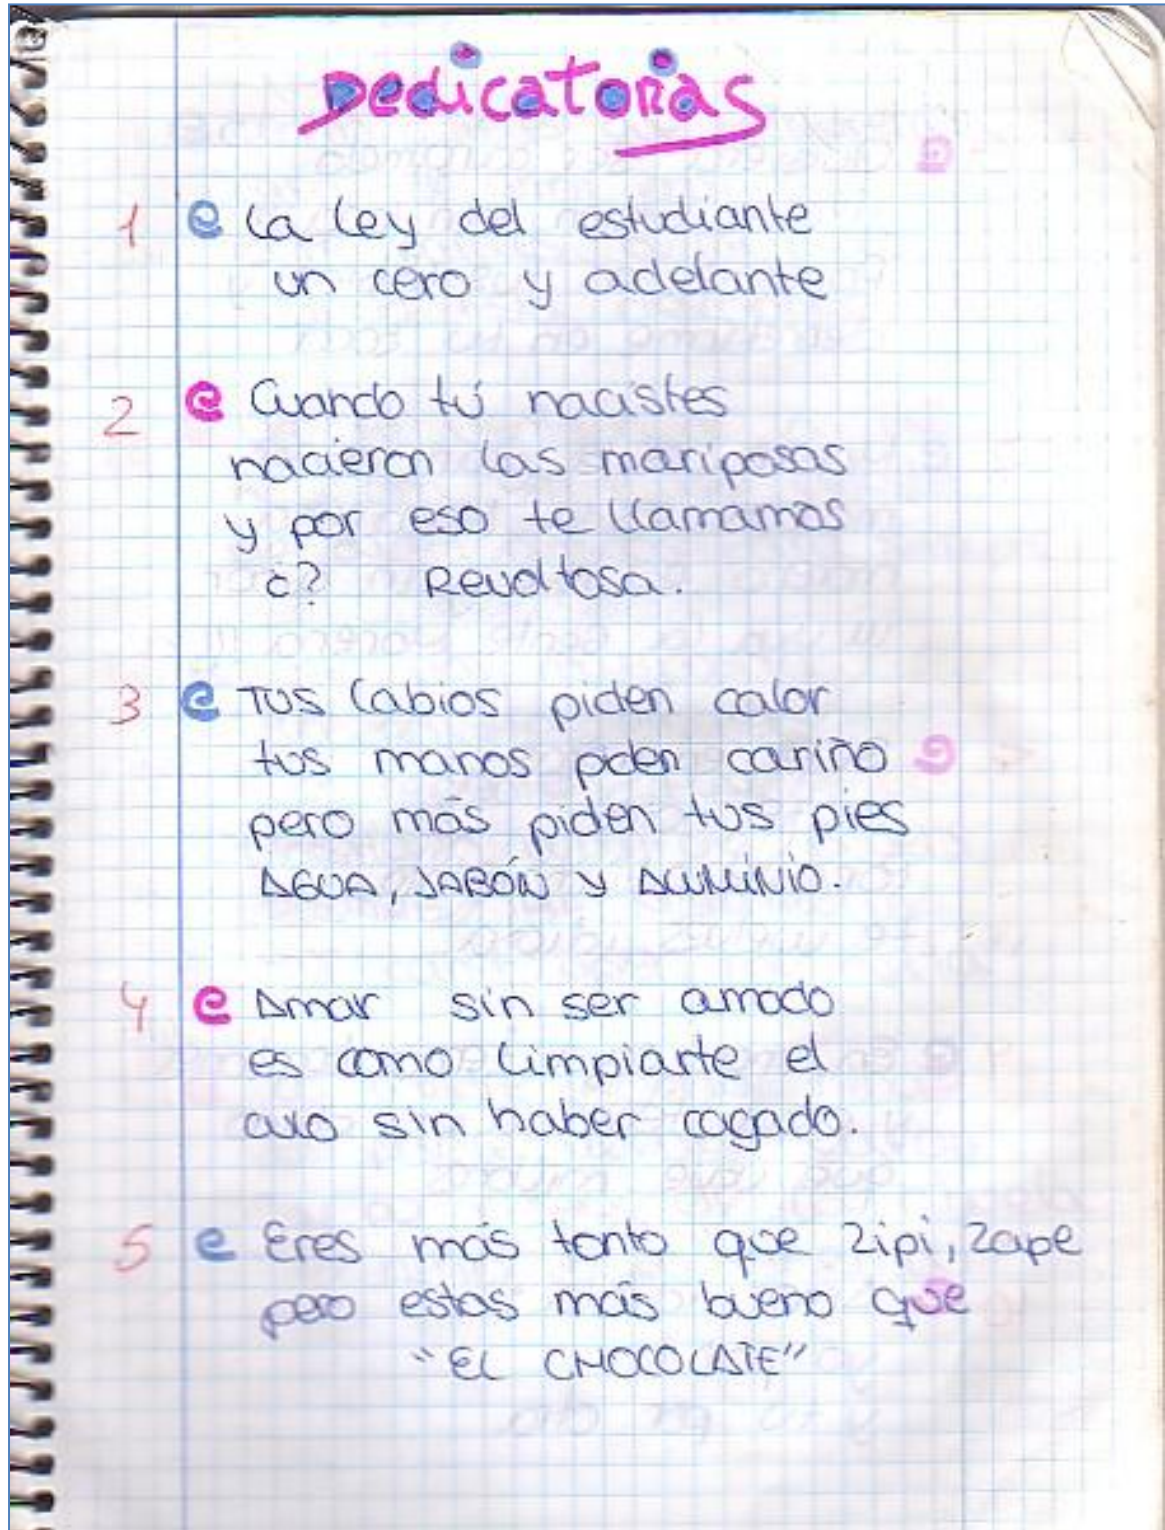 Dedicatorias
1 La Ley del estudiante
un cero y adelante
2 Cuando tú nacistes
nacieron las mariposas
y por eso te llamamos
¿? Revoltosa.
3 Tus labios piden calor
tus manos piden cariño
pero más piden tus pies
AGUA, JABÓN Y ALUMINIO.
4 Amar sin ser amado
es como limpiarte el
culo sin haber cagado.
5 Eres más tonto que Zipi, Zape
pero estas más bueno que
"EL CHOCOLATE"